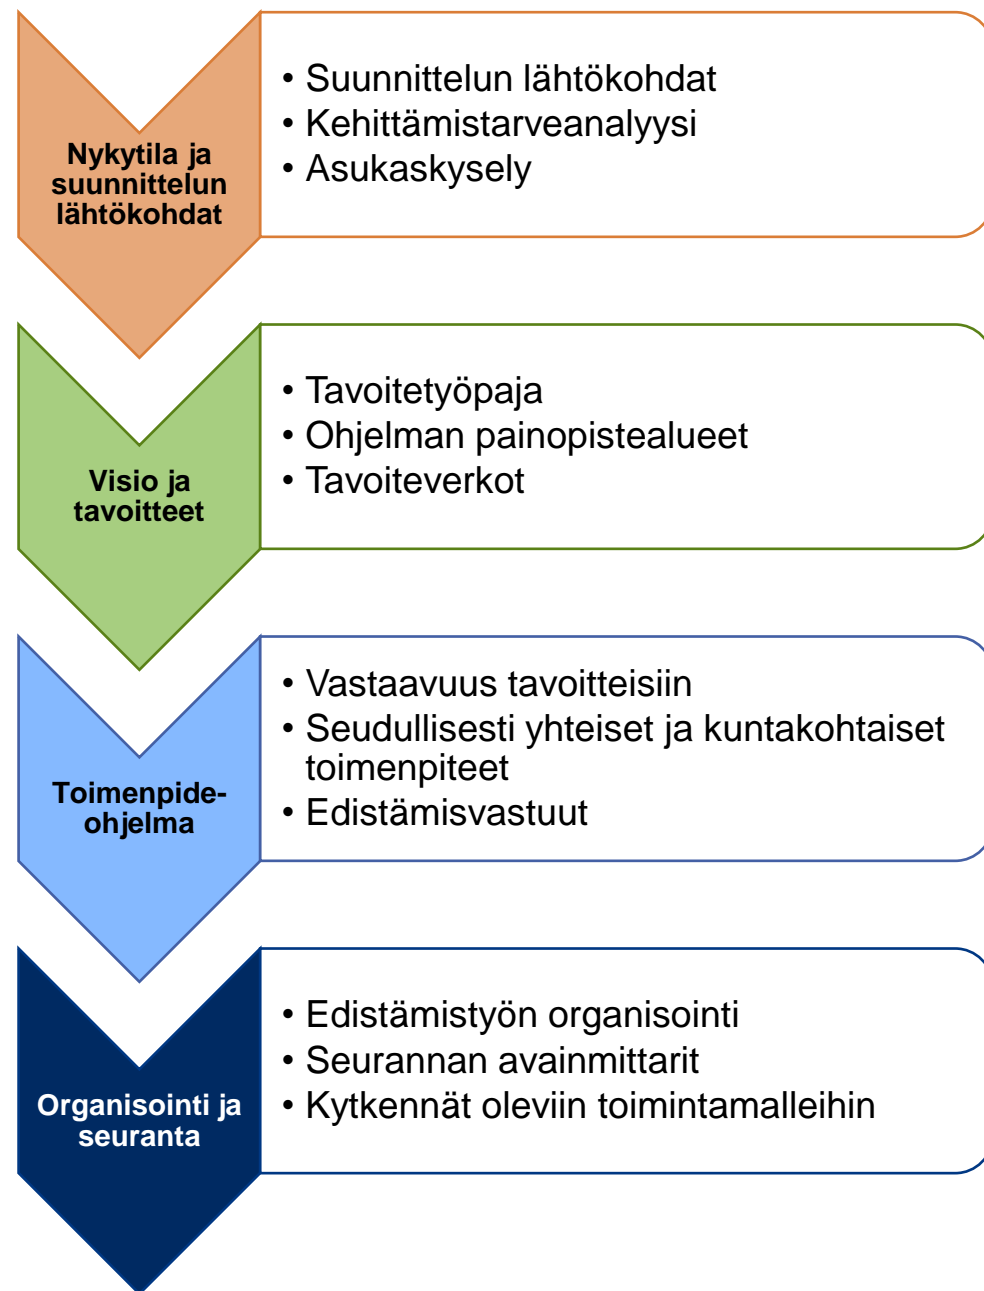 Nykytila ja
suunnittelun
lähtökohdat
• Suunnittelun lähtökohdat
• Kehittämistarveanalyysi
• Asukaskysely
Visio ja
tavoitteet
• Tavoitetyöpaja
• Ohjelman painopistealueet
• Tavoiteverkot
Toimenpide-
ohjelma
• Vastaavuus tavoitteisiin
• Seudullisesti yhteiset ja kuntakohtaiset
toimenpiteet
• Edistämisvastuut
Organisointi ja
seuranta
• Edistämistyön organisointi
• Seurannan avainmittarit
• Kytkennät oleviin toimintamalleihin